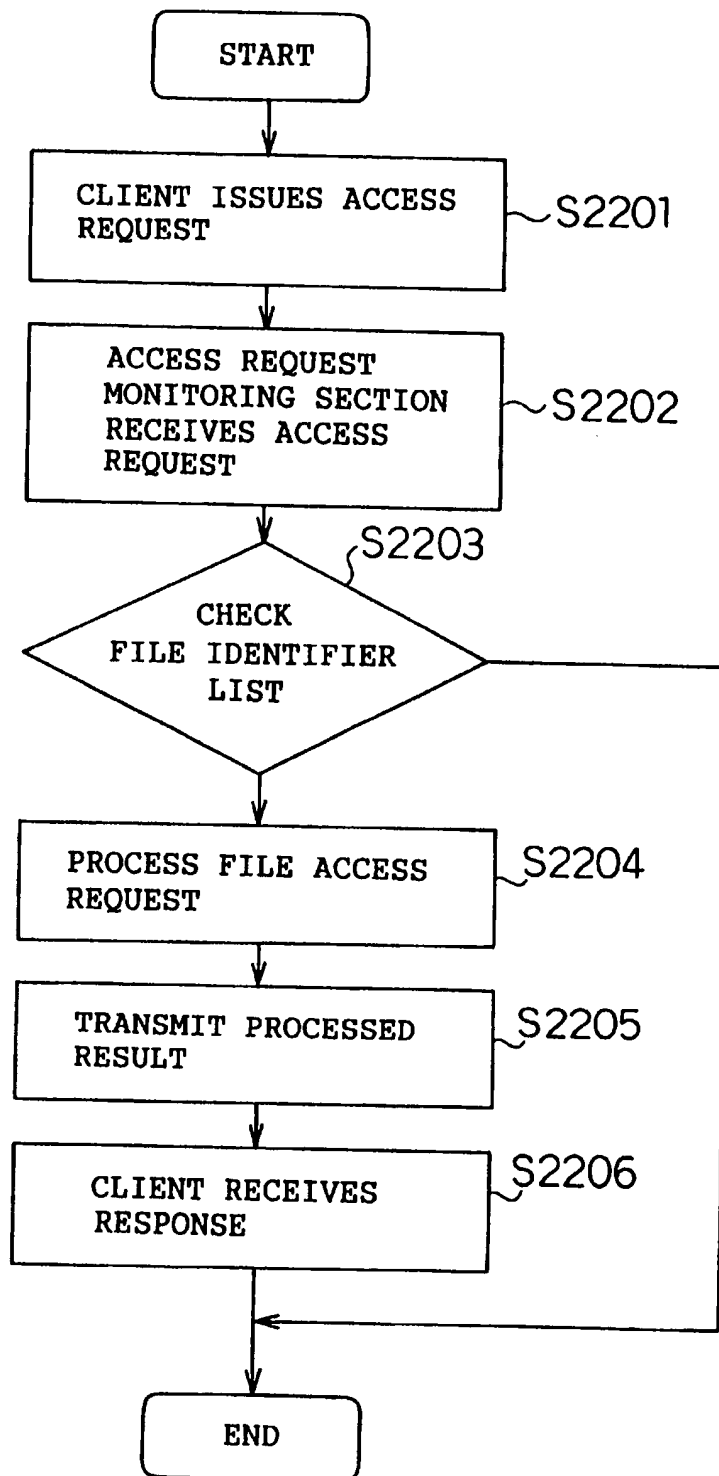 START
CLIENT ISSUES ACCESS
REQUEST
S2201
ACCESS REQUEST
MONITORING SECTION
RECEIVES ACCESS
REQUEST
S2202
S2203
CHECK
FILE IDENTIFIER
LIST
PROCESS FILE ACCESS
REQUEST
S2204
TRANSMIT PROCESSED
RESULT
S2205
CLIENT RECEIVES
RESPONSE
S2206
END